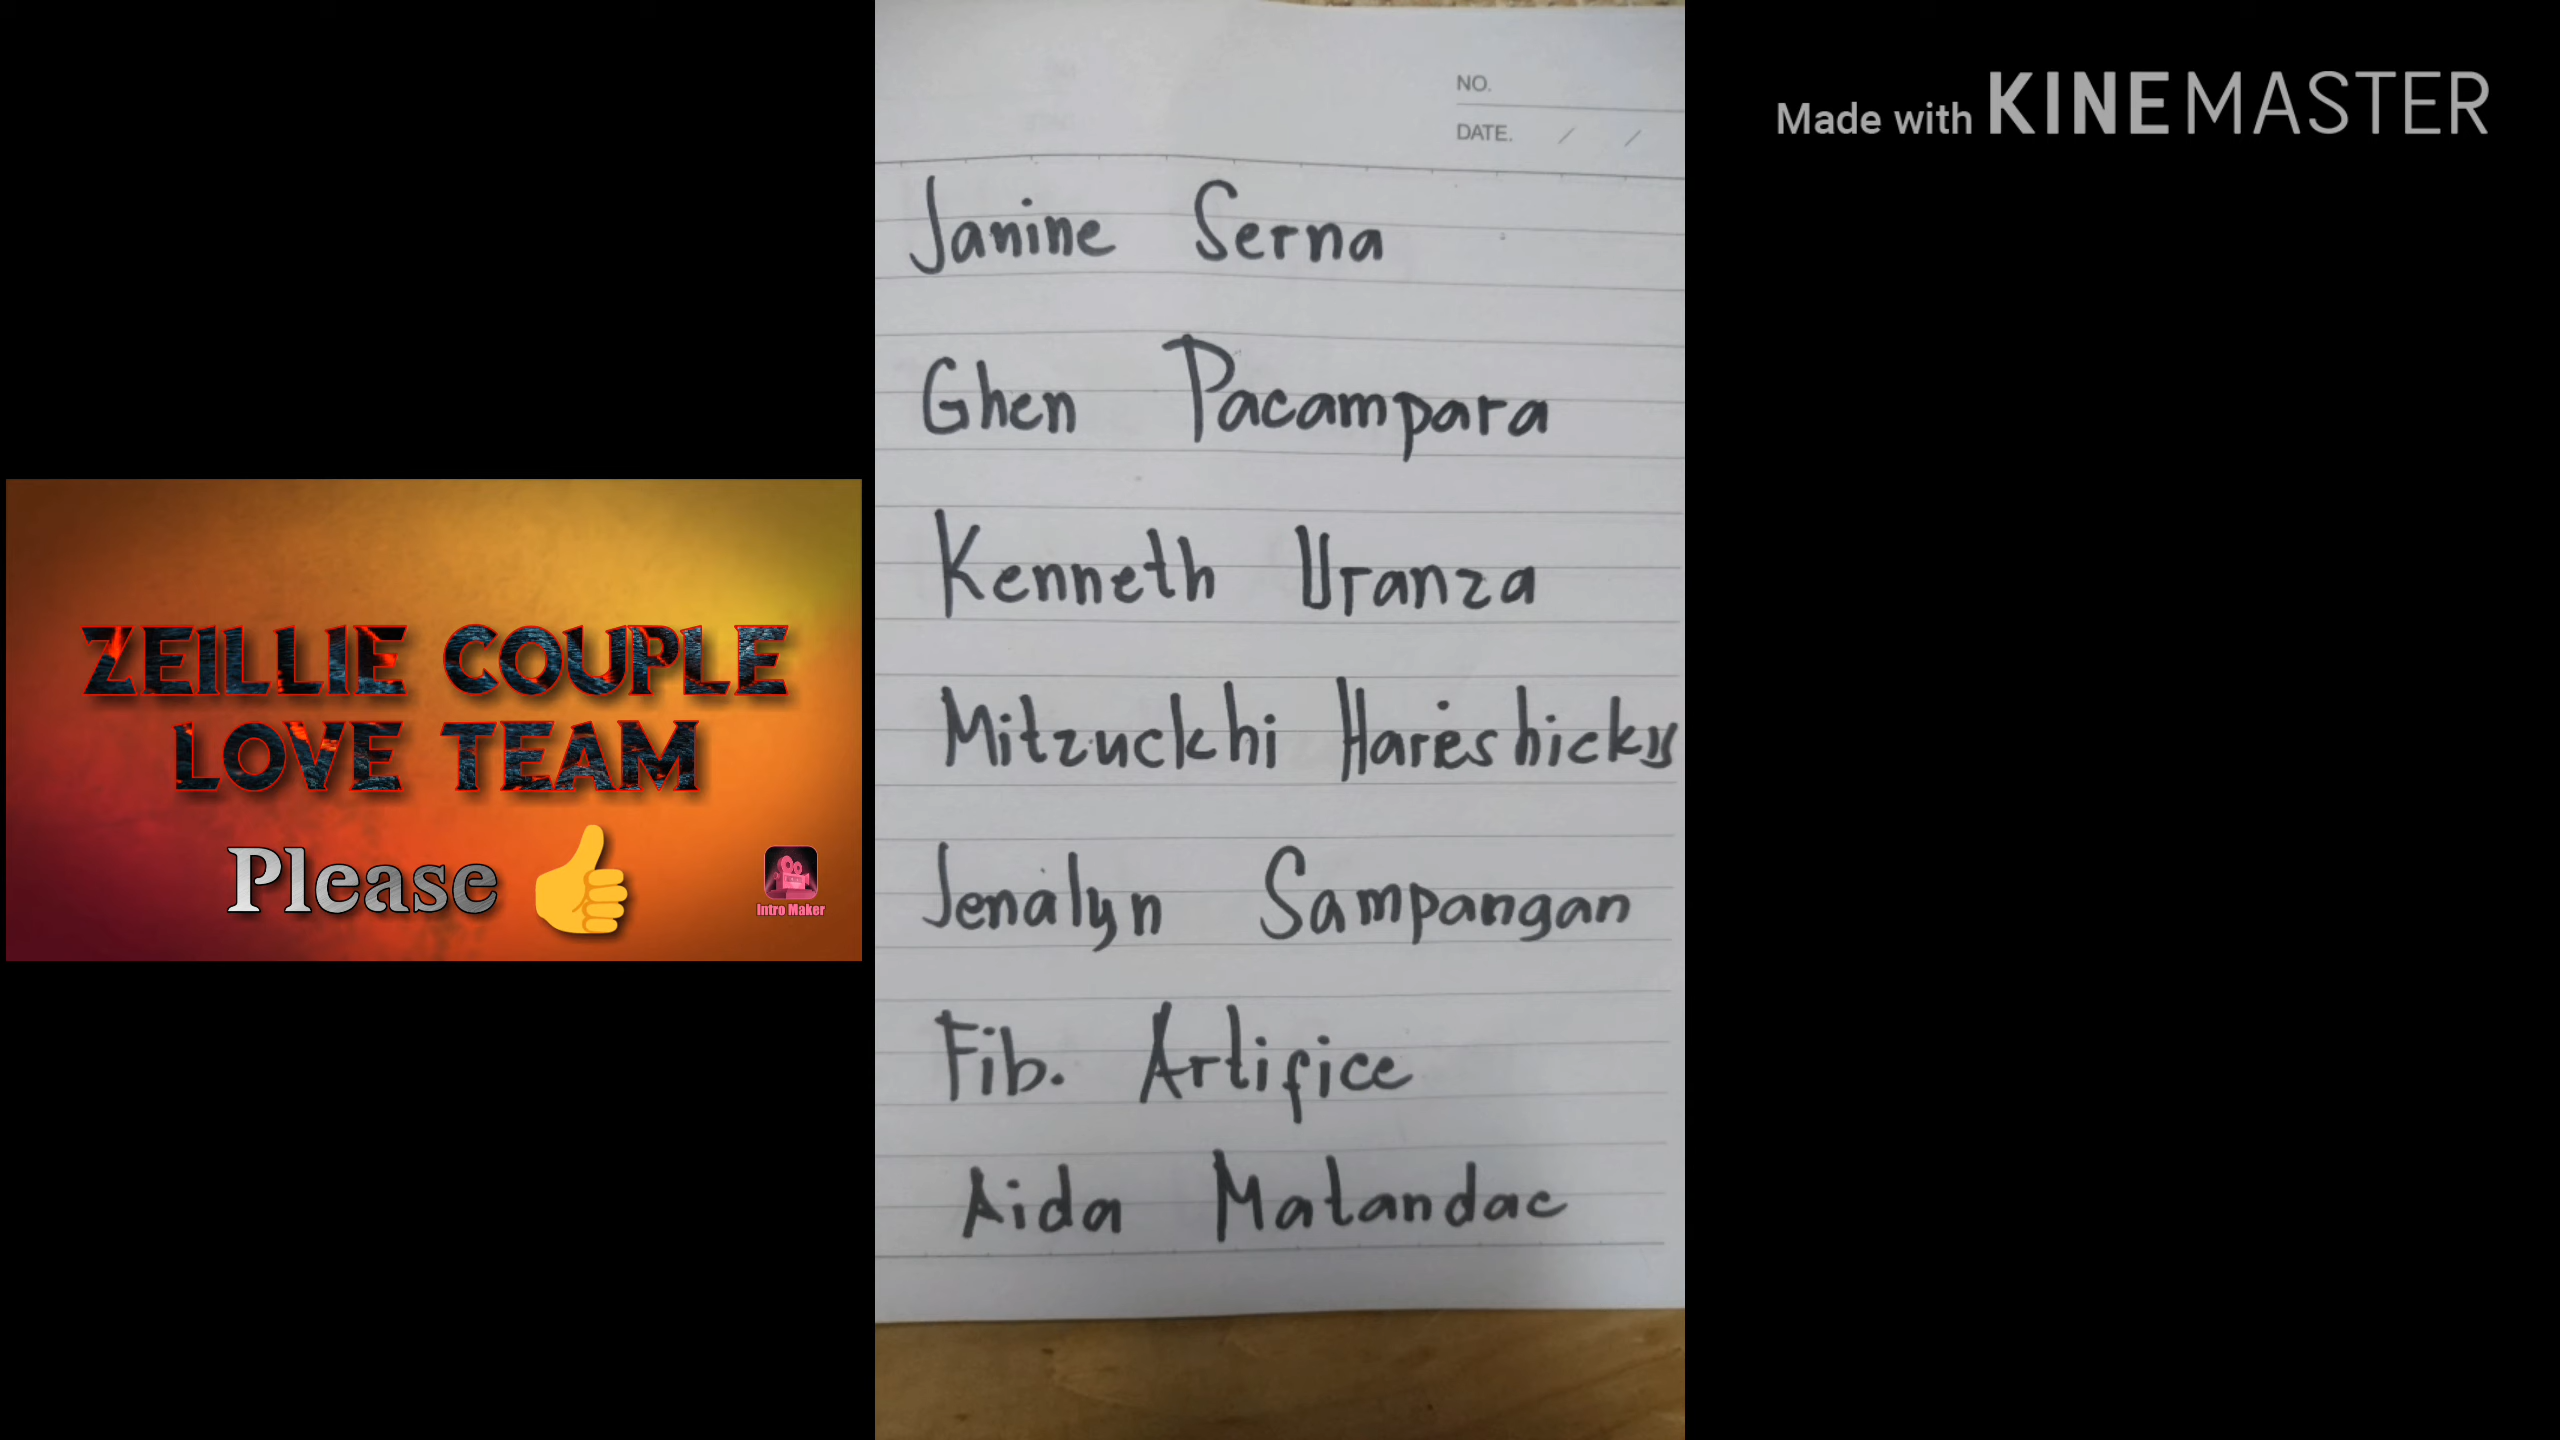 Made with KINEMASTER
NO.
DATE. / /
Janine Serna
Ghen Pacampara
Kenneth Uranza
Mitzuckhi
Jenalyn Sampangan
Fib. Artifice
Aida Matandac
ZEILLIE COUPLE
LOVE TEAM
Please
Intro Maker